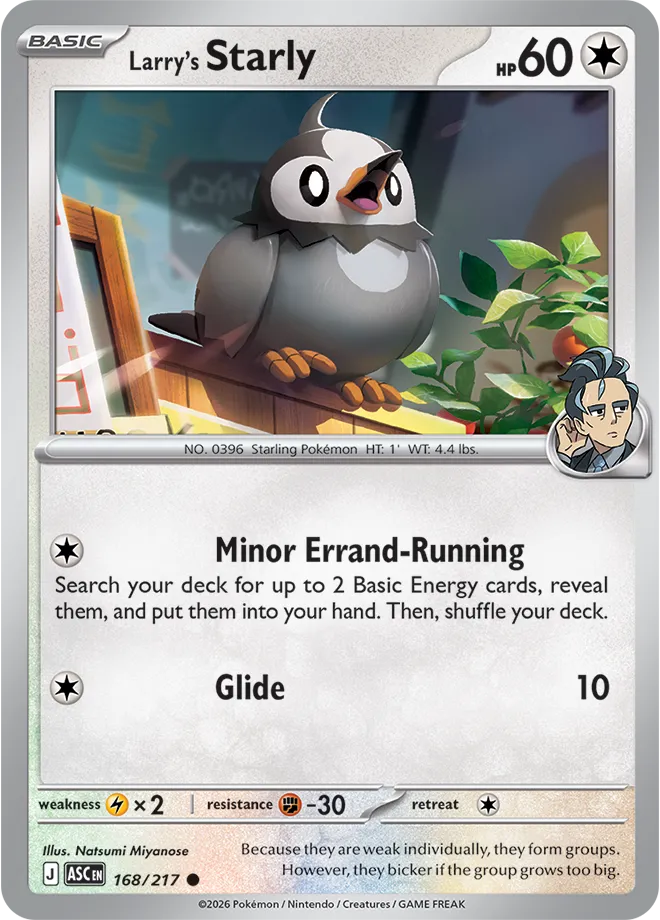 BASIC
Larry's Starly
HP 60
NO. 0396 Starling Pokémon HT: 1' WT: 4.4 lbs.
Minor Errand-Running
Search your deck for up to 2 Basic Energy cards, reveal
them, and put them into your hand. Then, shuffle your deck.
Glide 10
weakness ×2 resistance -30 retreat
Illus. Natsumi Miyanose
Because they are weak individually, they form groups.
However, they bicker if the group grows too big.
J ASC EN 168/217
©2026 Pokémon / Nintendo / Creatures / GAME FREAK